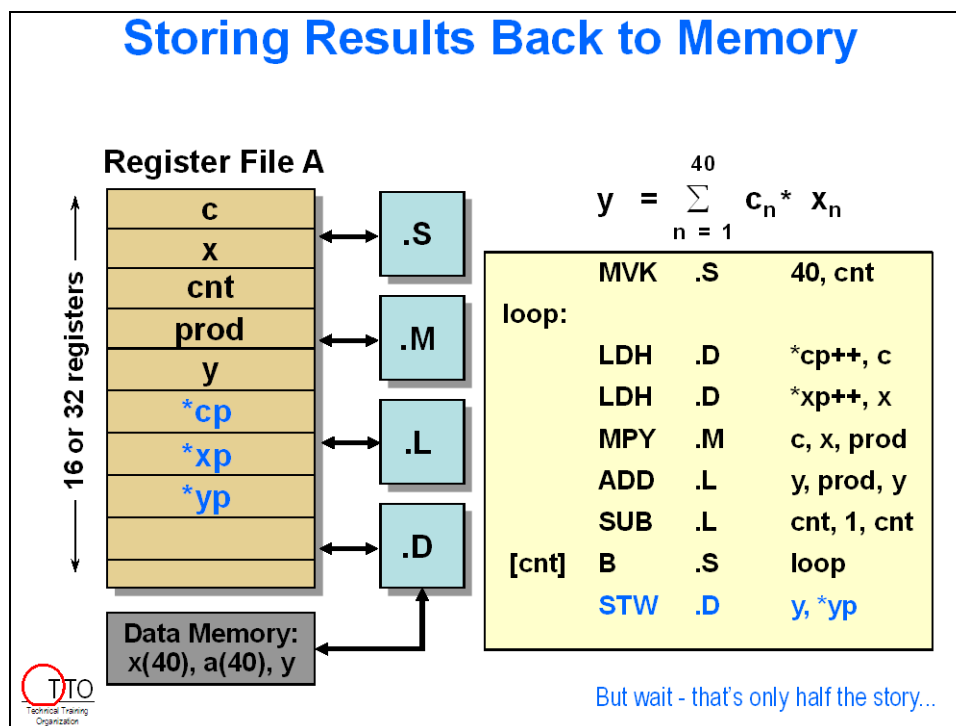 Storing Results Back to Memory
Register File A
16 or 32 registers
c
x
cnt
prod
y
*cp
*xp
*yp
.S
.M
.L
.D
Data Memory:
x(40), a(40), y
40
y = Σ cn * xn
n = 1
MVK .S 40, cnt
loop:
LDH .D *cp++, c
LDH .D *xp++, x
MPY .M c, x, prod
ADD .L y, prod, y
SUB .L cnt, 1, cnt
[cnt] B .S loop
STW .D y, *yp
TTO
Technical Training
Organization
But wait - that's only half the story...